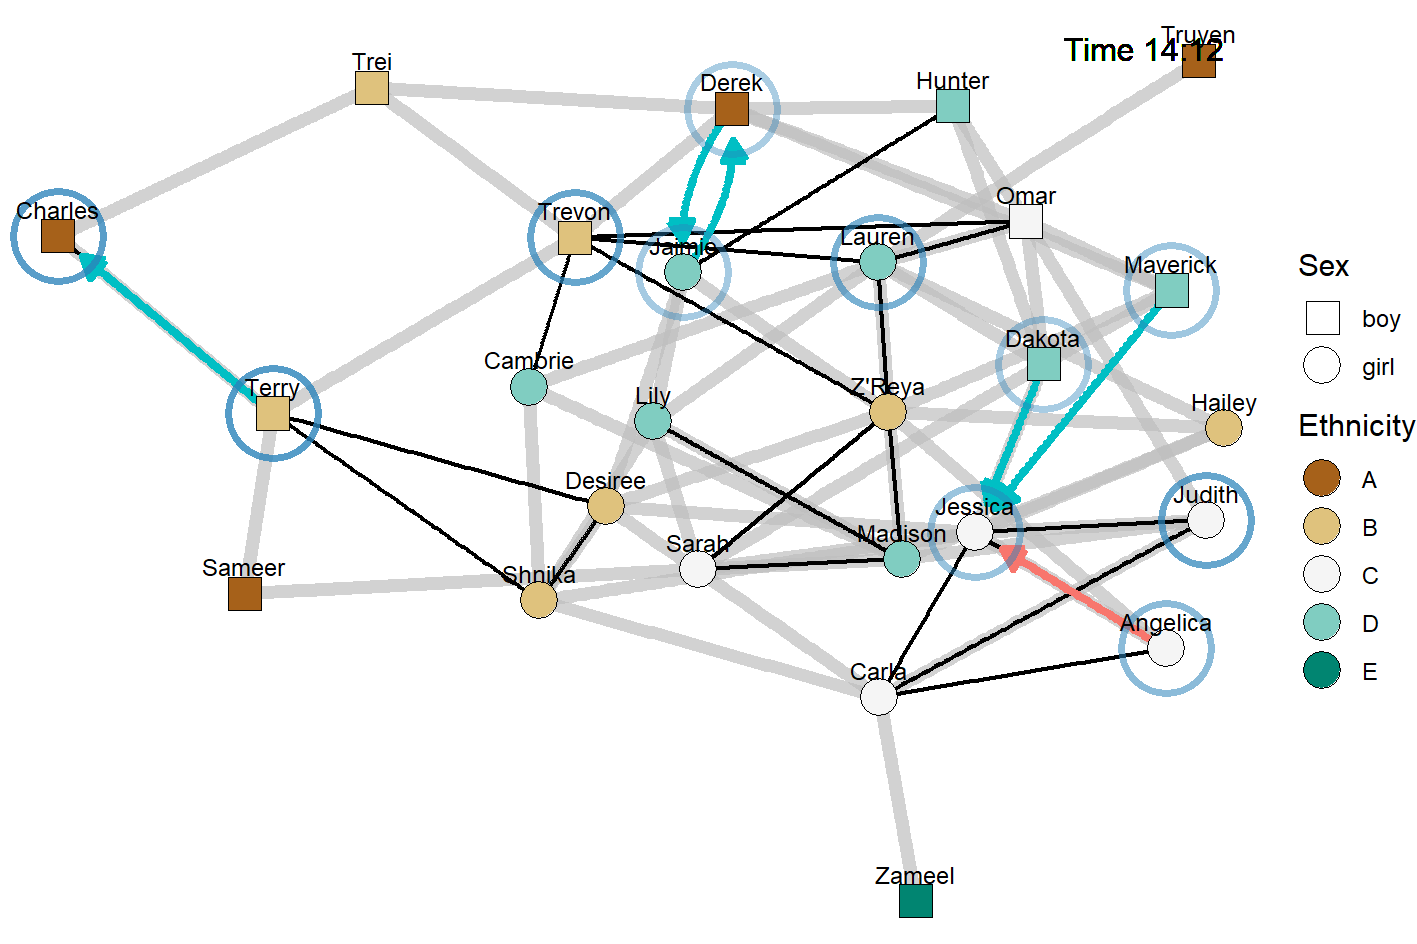 Truyen
Time 14.12
Trei
Derek
Hunter
Omar
Charles
Trevon
Jaimie
Lauren
Maverick
Dakota
Cambrie
Terry
Lily
Z'Reya
Hailey
Desiree
Judith
Jessica
Madison
Sarah
Sameer
Shnika
Angelica
Carla
Zameel
Sex
boy
girl
Ethnicity
A
B
C
D
E